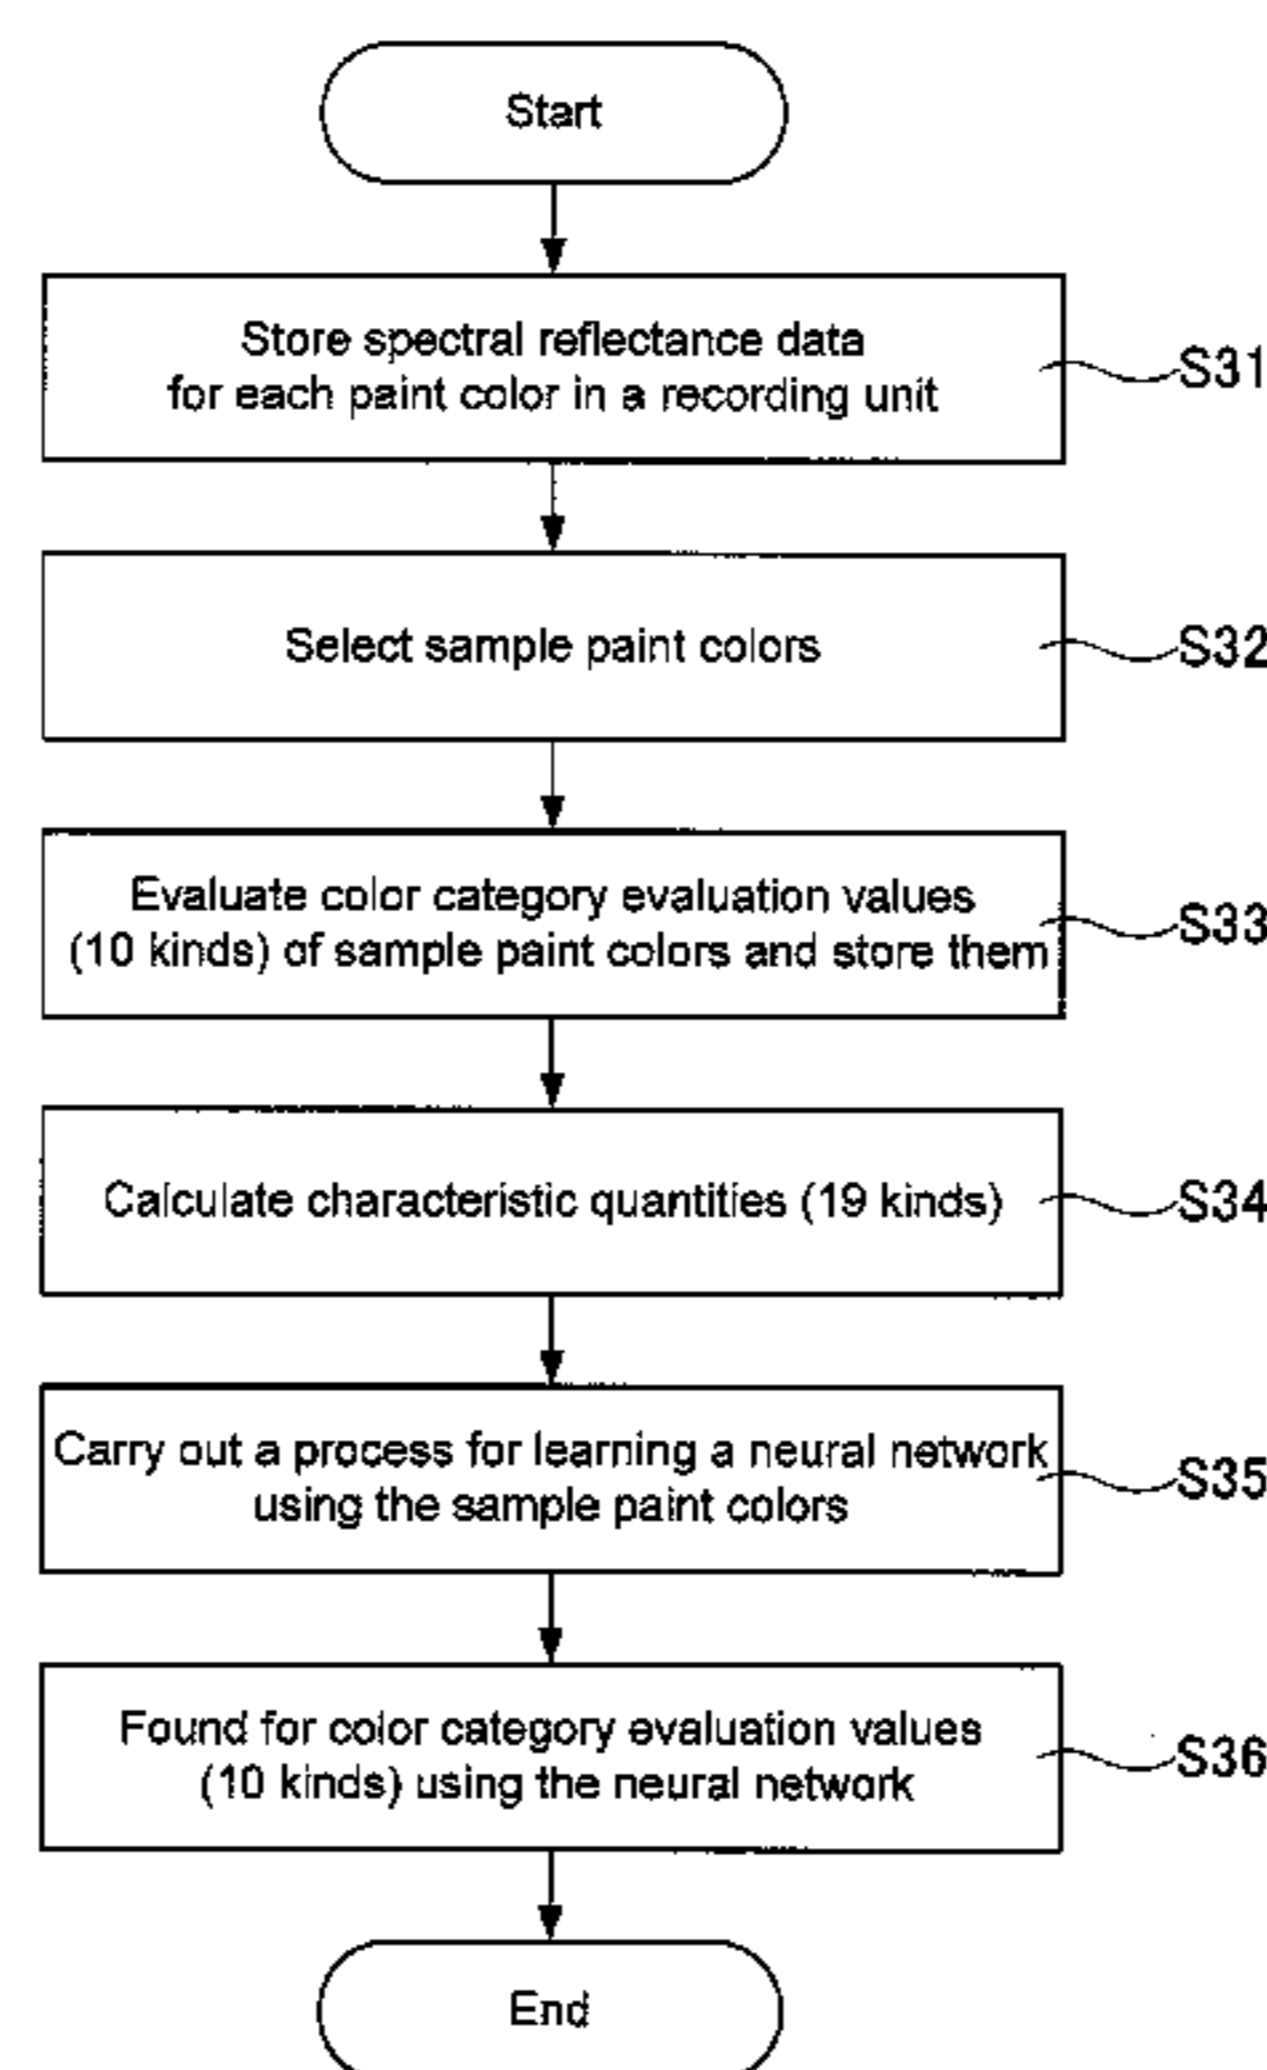 Start
Store spectral reflectance data
for each paint color in a recording unit
S31
Select sample paint colors
S32
Evaluate color category evaluation values
(10 kinds) of sample paint colors and store them
S33
Calculate characteristic quantities (19 kinds)
S34
Carry out a process for learning a neural network
using the sample paint colors
S35
Found for color category evaluation values
(10 kinds) using the neural network
S36
End